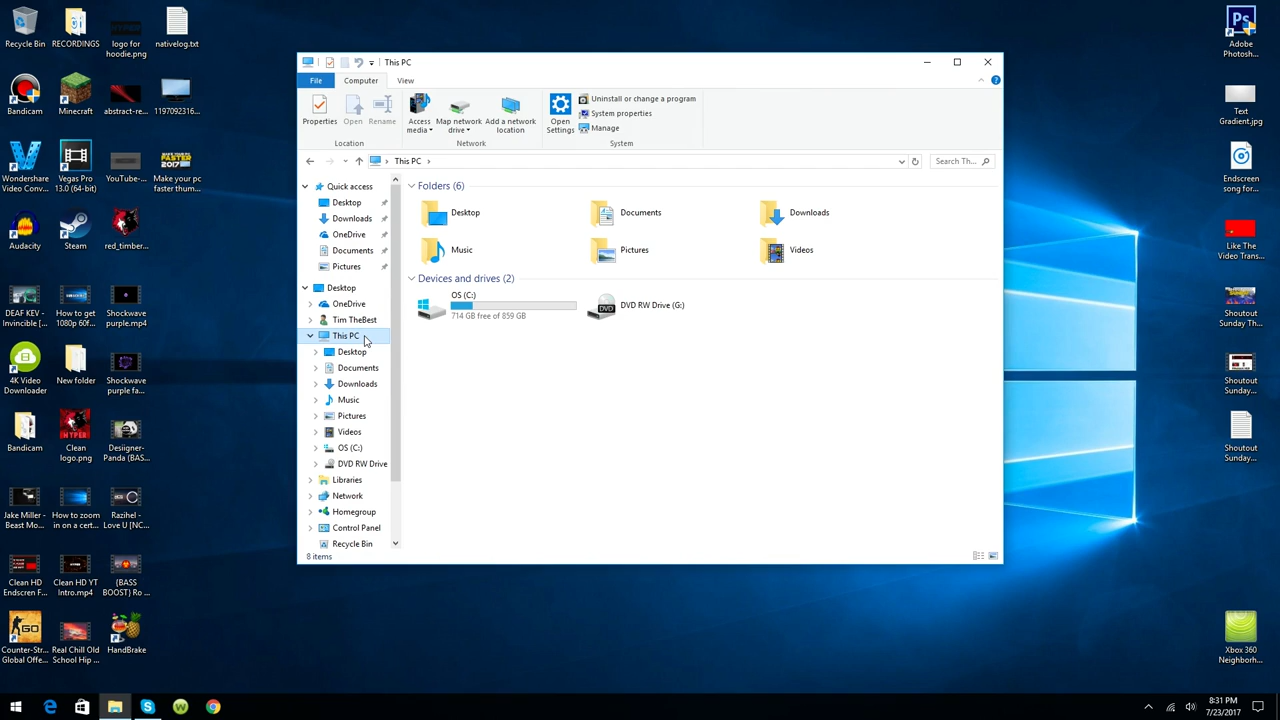 Recycle Bin
RECORDINGS
logo for
hoodie.png
nativelog.txt
Bandicam
Minecraft
abstract-re...
1197092316...
Wondershare
Video Conv...
Vegas Pro
13.0 (64-bit)
YouTube-...
Make your
pc faster thum...
Audacity
Steam
red_timber...
DEAF KEV -
Invincible [...
How to get
1080p 60f...
Shockwave
purple.mp4
4K Video
Downloader
New folder
Shockwave
purple fa...
Bandicam
Clean
logo.png
Desiigner-
Panda (BAS...
Jake Miller -
Beast Mo...
How to zoom
in on a cert...
Razihel -
Love U [NC...
Clean HD
Endscren F...
Clean HD YT
Intro.mp4
(BASS
BOOST) Ro ...
Counter-Str...
Global Offe...
Real Chill Old
School Hip ...
HandBrake
This PC
File
Computer
View
Properties
Open
Rename
Access
media
Map network
drive
Add a network
location
Open
Settings
Uninstall or change a program
System properties
Manage
Location
Network
System
This PC
Search Th...
Quick access
Desktop
Downloads
OneDrive
Documents
Pictures
Desktop
OneDrive
Tim TheBest
This PC
Desktop
Documents
Downloads
Music
Pictures
Videos
OS (C:)
DVD RW Drive
Libraries
Network
Homegroup
Control Panel
Recycle Bin
Folders (6)
Desktop
Documents
Downloads
Music
Pictures
Videos
Devices and drives (2)
OS (C:)
714 GB free of 859 GB
DVD
DVD RW Drive (G:)
8 items
Ps
Adobe
Photosh...
Text
Gradient.jpg
Endscreen
song for...
Like The
Video Trans...
Shoutout
Sunday Th...
Shoutout
Sunday...
Shoutout
Sunday...
Xbox 360
Neighborh...
8:31 PM
7/23/2017